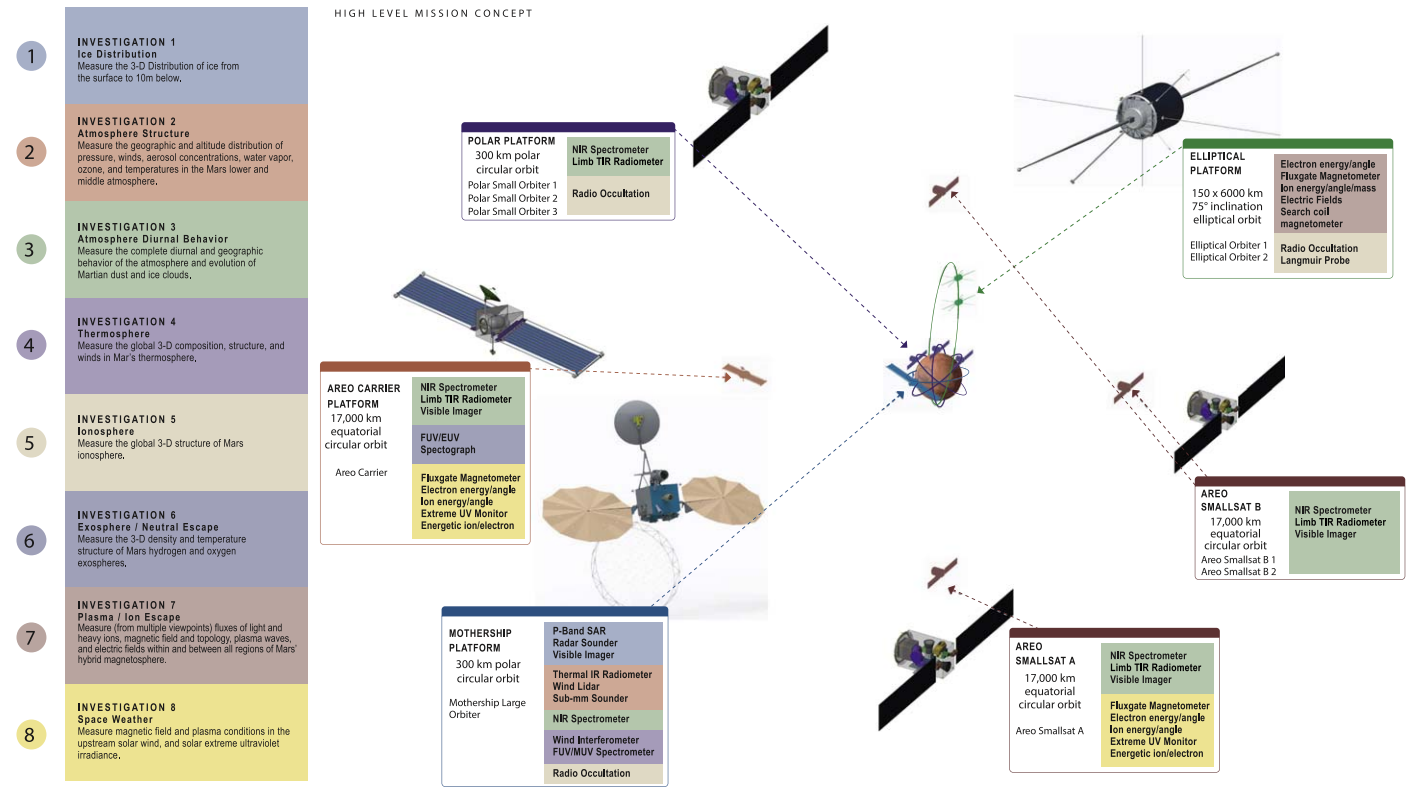 HIGH LEVEL MISSION CONCEPT
1
INVESTIGATION 1
Ice Distribution
Measure the 3-D Distribution of ice from
the surface to 10m below.
2
INVESTIGATION 2
Atmosphere Structure
Measure the geographic and altitude distribution of
pressure, winds, aerosol concentrations, water vapor,
ozone, and temperatures in the Mars lower and
middle atmosphere.
3
INVESTIGATION 3
Atmosphere Diurnal Behavior
Measure the complete diurnal and geographic
behavior of the atmosphere and evolution of
Martian dust and ice clouds.
4
INVESTIGATION 4
Thermosphere
Measure the global 3-D composition, structure, and
winds in Mar's thermosphere.
5
INVESTIGATION 5
Ionosphere
Measure the global 3-D structure of Mars
ionosphere.
6
INVESTIGATION 6
Exosphere / Neutral Escape
Measure the 3-D density and temperature
structure of Mars hydrogen and oxygen
exospheres.
7
INVESTIGATION 7
Plasma / Ion Escape
Measure (from multiple viewpoints) fluxes of light and
heavy ions, magnetic field and topology, plasma waves,
and electric fields within and between all regions of Mars'
hybrid magnetosphere.
8
INVESTIGATION 8
Space Weather
Measure magnetic field and plasma conditions in the
upstream solar wind, and solar extreme ultraviolet
irradiance.
POLAR PLATFORM
300 km polar
circular orbit
Polar Small Orbiter 1
Polar Small Orbiter 2
Polar Small Orbiter 3
NIR Spectrometer
Limb TIR Radiometer
Radio Occultation
ELLIPTICAL
PLATFORM
150 x 6000 km
75° inclination
elliptical orbit
Elliptical Orbiter 1
Elliptical Orbiter 2
Electron energy/angle
Fluxgate Magnetometer
Ion energy/angle/mass
Electric Fields
Search coil
magnetometer
Radio Occultation
Langmuir Probe
AREO CARRIER
PLATFORM
17,000 km
equatorial
circular orbit
Areo Carrier
NIR Spectrometer
Limb TIR Radiometer
Visible Imager
FUV/EUV
Spectograph
Fluxgate Magnetometer
Electron energy/angle
Ion energy/angle
Extreme UV Monitor
Energetic ion/electron
AREO
SMALLSAT B
17,000 km
equatorial
circular orbit
Areo Smallsat B 1
Areo Smallsat B 2
NIR Spectrometer
Limb TIR Radiometer
Visible Imager
MOTHERSHIP
PLATFORM
300 km polar
circular orbit
Mothership Large
Orbiter
P-Band SAR
Radar Sounder
Visible Imager
Thermal IR Radiometer
Wind Lidar
Sub-mm Sounder
NIR Spectrometer
Wind Interferometer
FUV/MUV Spectrometer
Radio Occultation
AREO
SMALLSAT A
17,000 km
equatorial
circular orbit
Areo Smallsat A
NIR Spectrometer
Limb TIR Radiometer
Visible Imager
Fluxgate Magnetometer
Electron energy/angle
Ion energy/angle
Extreme UV Monitor
Energetic ion/electron